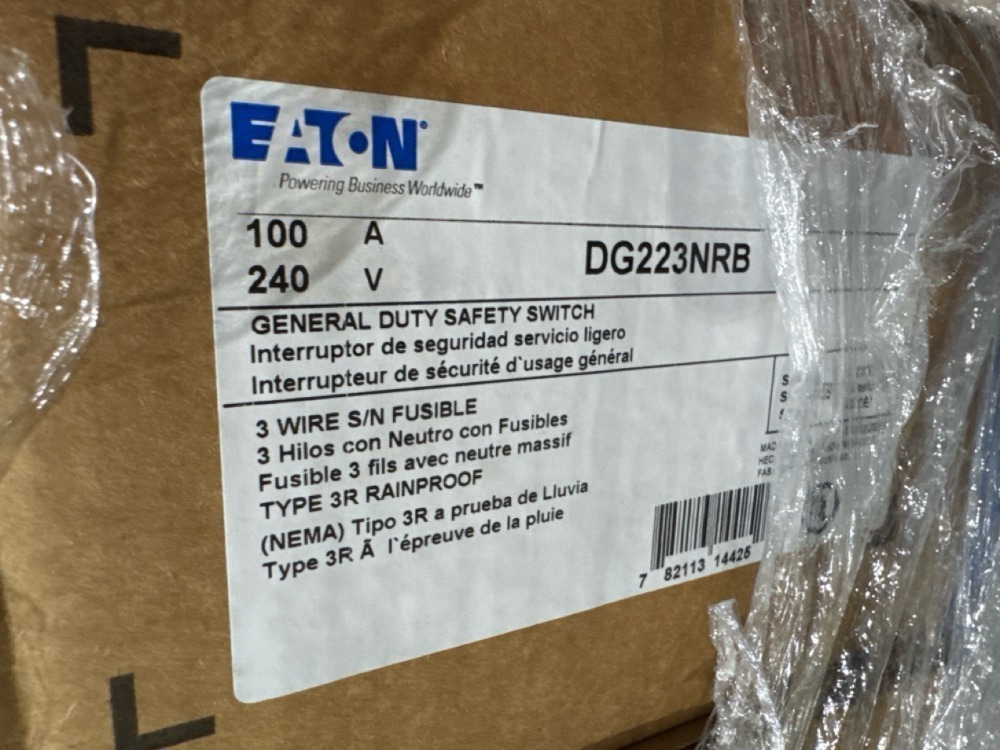 EATON®
Powering Business Worldwide™
100 A
240 V
DG223NRB
GENERAL DUTY SAFETY SWITCH
Interruptor de seguridad servicio ligero
Interrupteur de sécurité d`usage général
3 WIRE S/N FUSIBLE
3 Hilos con Neutro con Fusibles
Fusible 3 fils avec neutre massif
TYPE 3R RAINPROOF
(NEMA) Tipo 3R a prueba de Lluvia
Type 3R Ã l`épreuve de la pluie
7 82113 14425